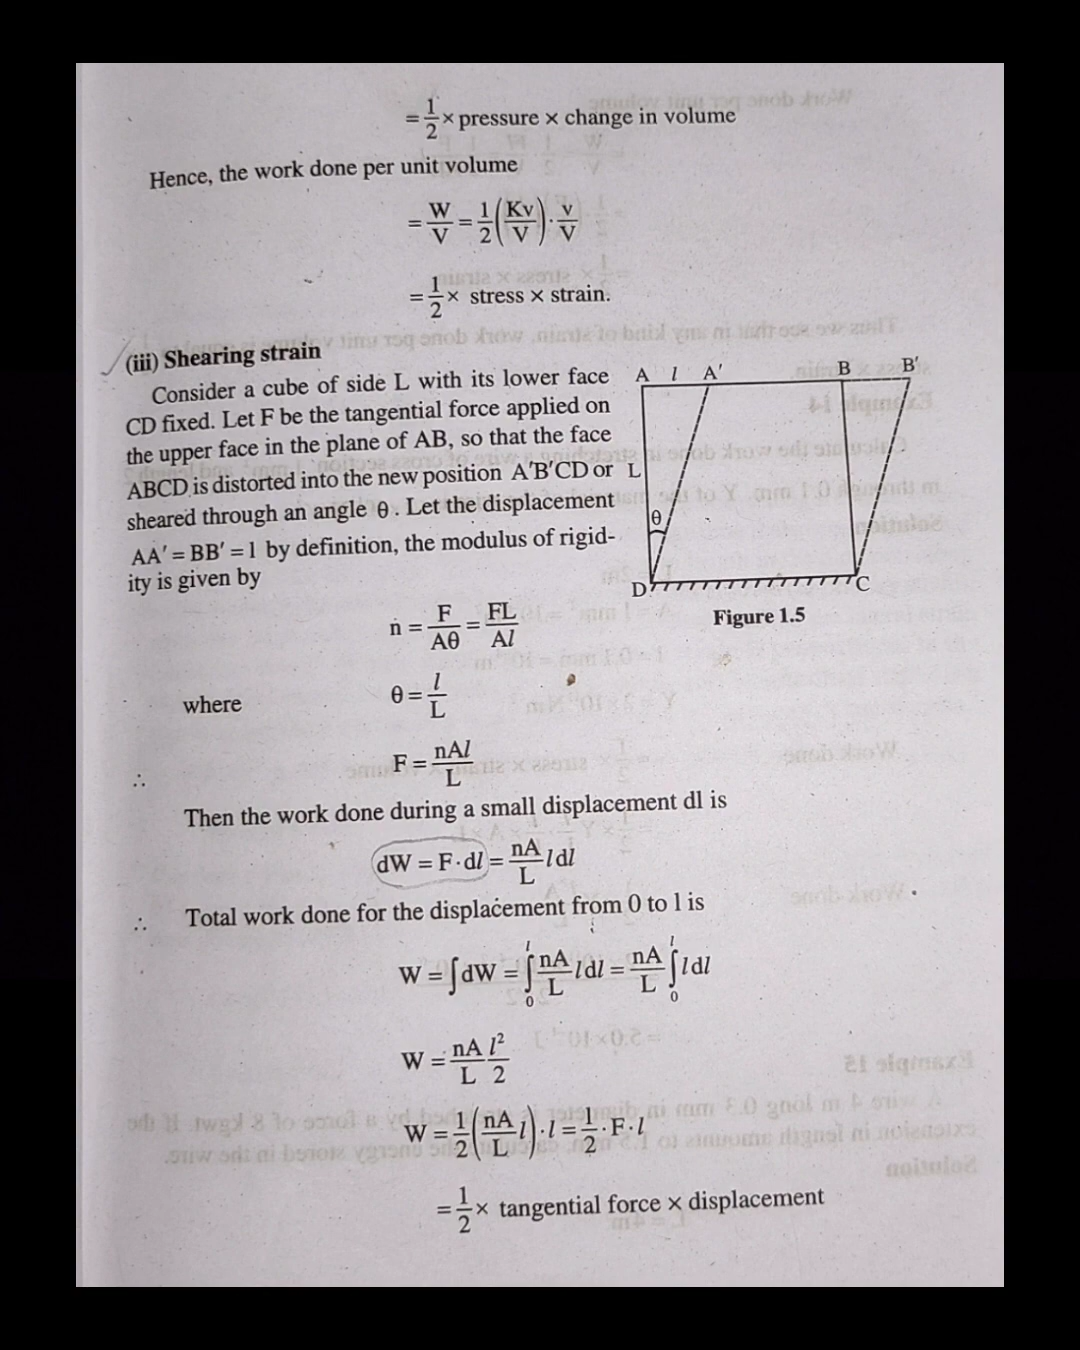 = 1/2 × pressure × change in volume
Hence, the work done per unit volume
= W/V = 1/2 (Kv/V) · v/V
= 1/2 × stress × strain.
(iii) Shearing strain
Consider a cube of side L with its lower face
CD fixed. Let F be the tangential force applied on
the upper face in the plane of AB, so that the face
ABCD is distorted into the new position A′B′CD or
sheared through an angle θ. Let the displacement
AA′ = BB′ = l by definition, the modulus of rigid-
ity is given by
A l A′ B B′
L
θ
D C
Figure 1.5
n = F/Aθ = FL/Al
where θ = l/L
∴ F = nAl/L
Then the work done during a small displacement dl is
dW = F·dl = nA/L l dl
∴ Total work done for the displacement from 0 to l is
W = ∫dW = ∫₀ˡ nA/L l dl = nA/L ∫₀ˡ l dl
W = nA/L l²/2
W = 1/2 (nA/L l) · l = 1/2 · F · l
= 1/2 × tangential force × displacement